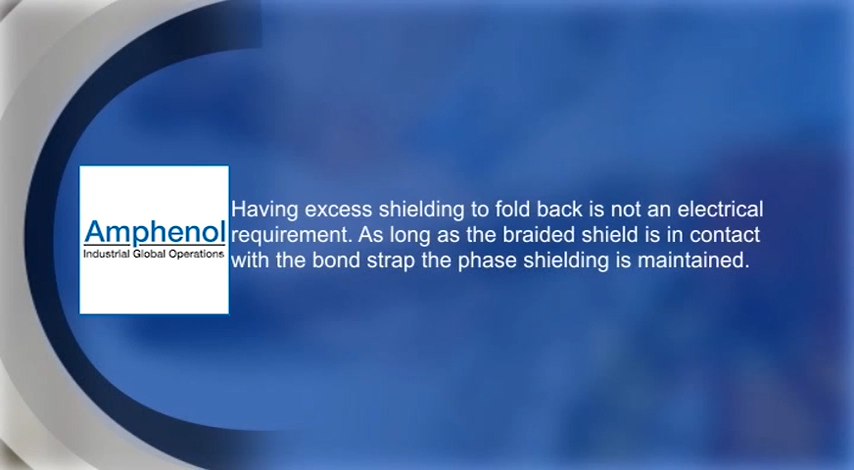 Amphenol
Industrial Global Operations
Having excess shielding to fold back is not an electrical
requirement. As long as the braided shield is in contact
with the bond strap the phase shielding is maintained.